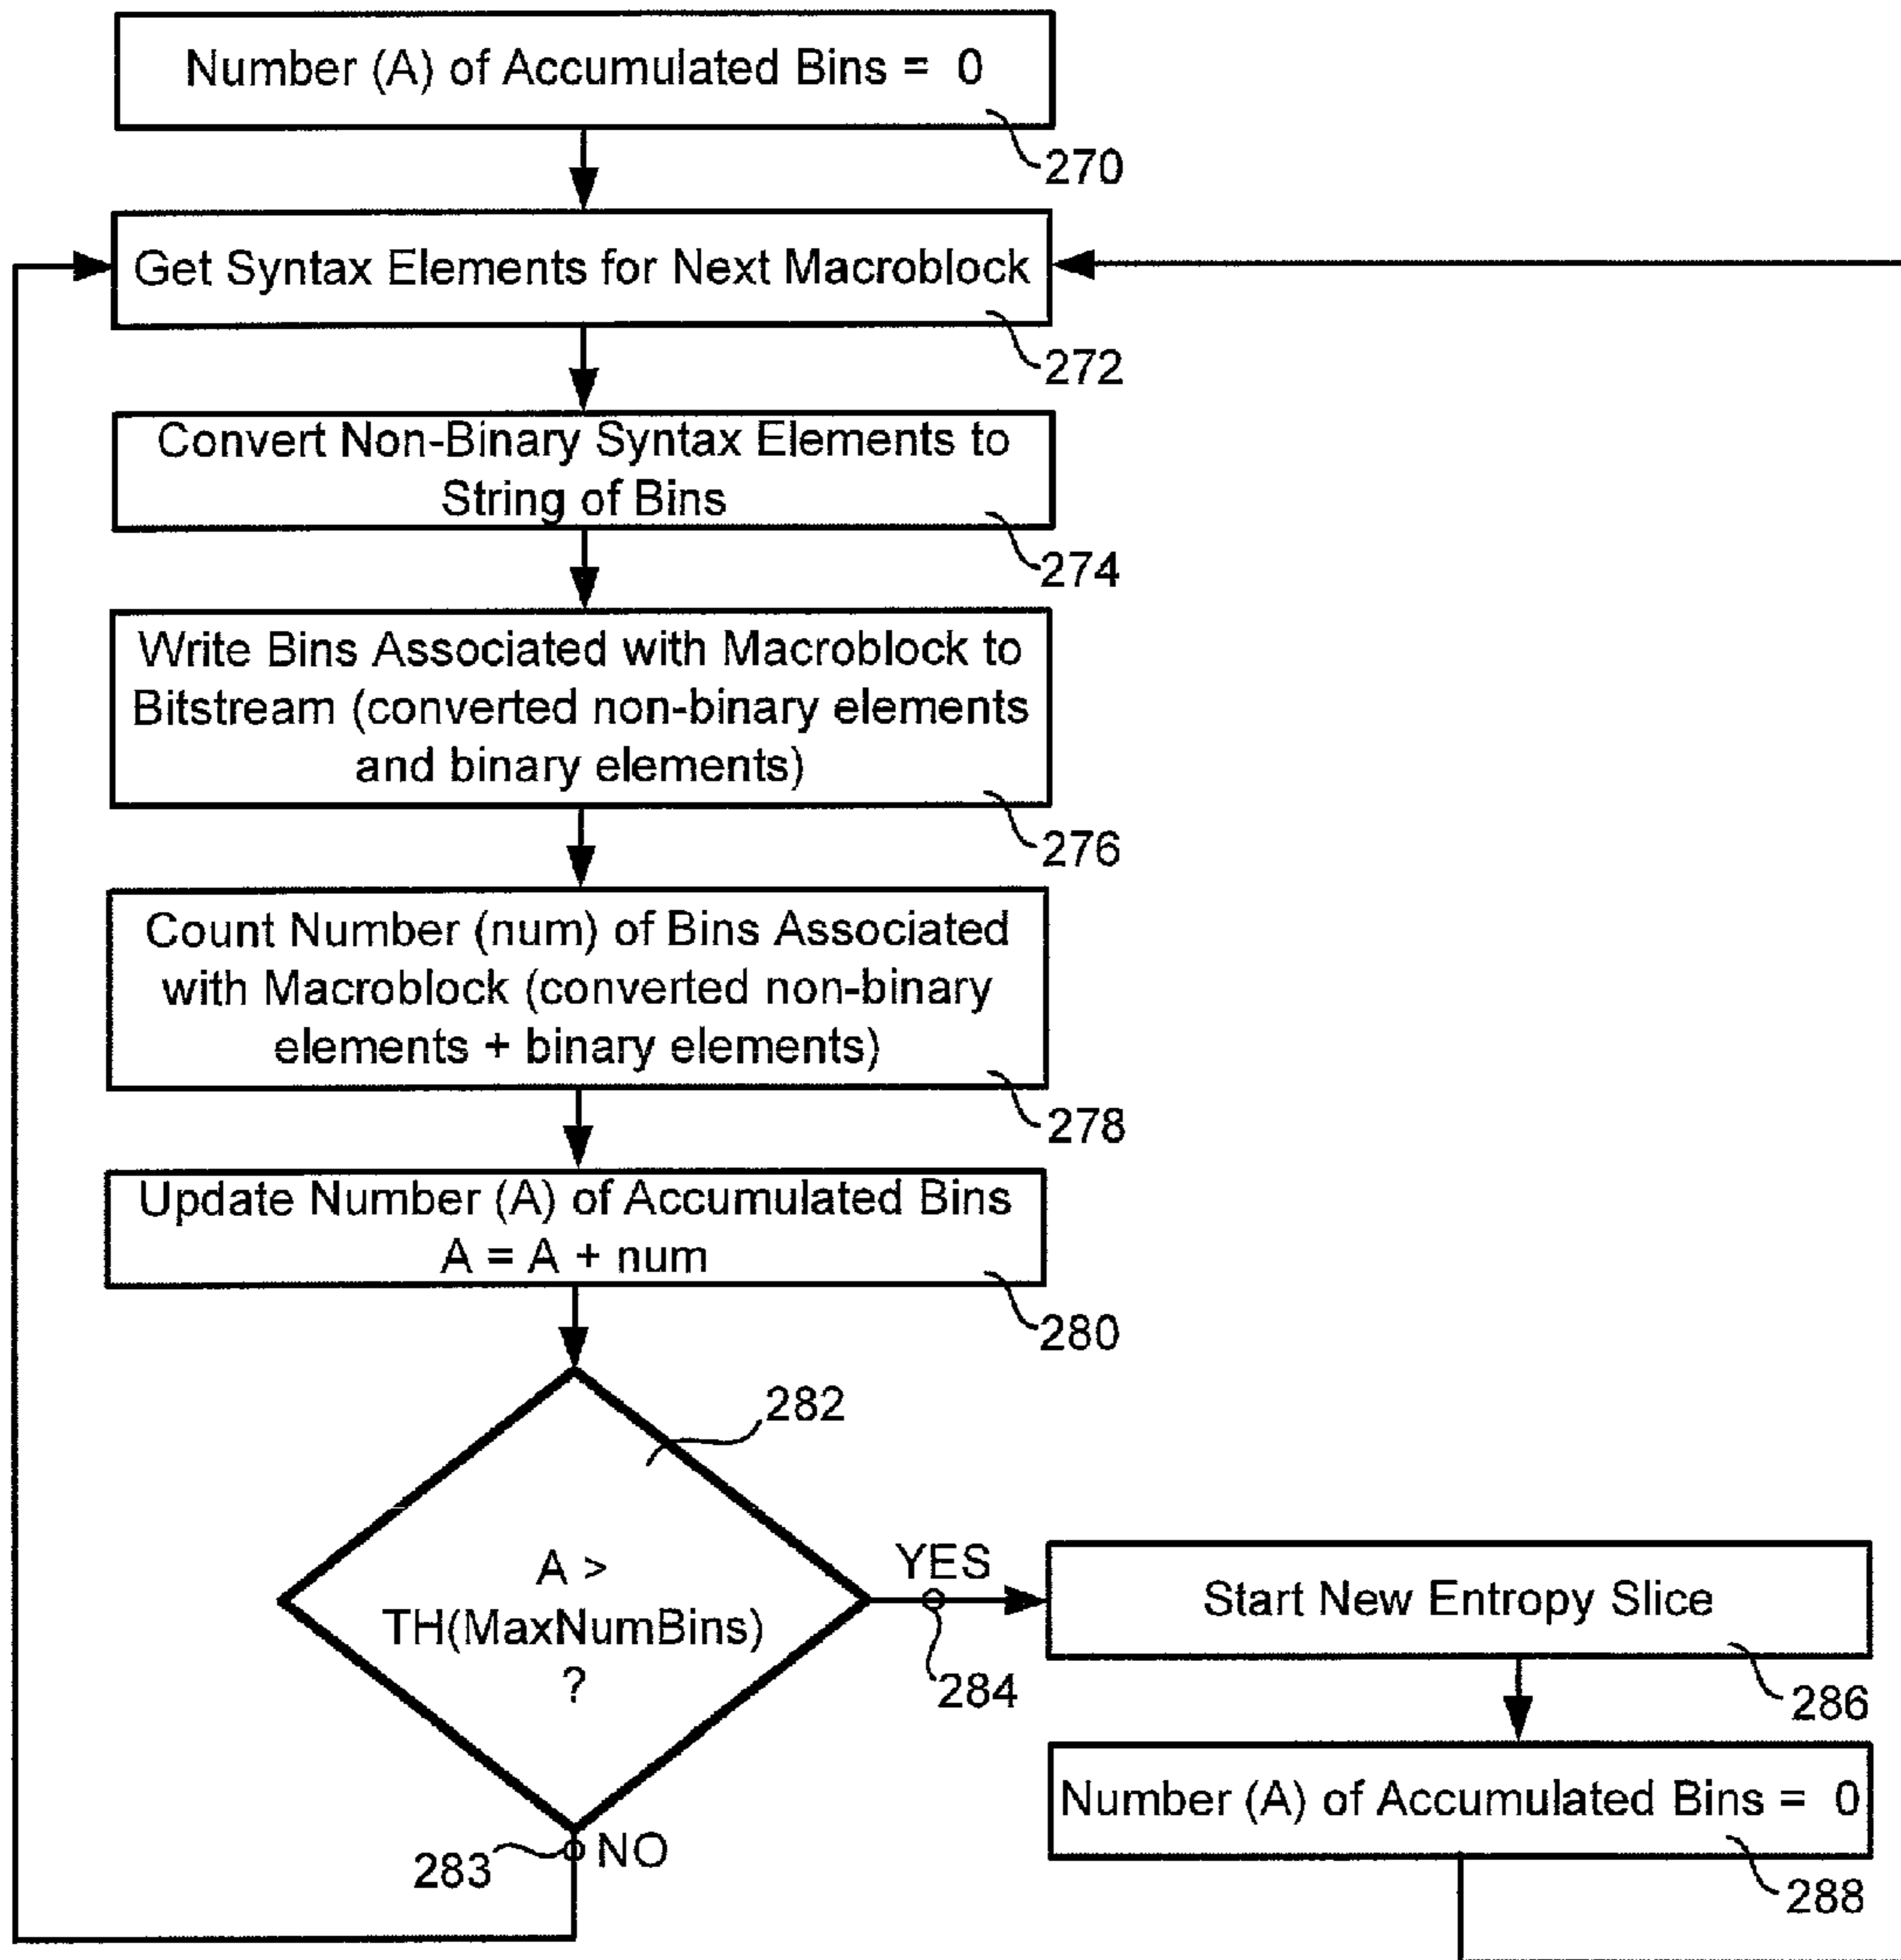 Number (A) of Accumulated Bins = 0
270
Get Syntax Elements for Next Macroblock
272
Convert Non-Binary Syntax Elements to
String of Bins
274
Write Bins Associated with Macroblock to
Bitstream (converted non-binary elements
and binary elements)
276
Count Number (num) of Bins Associated
with Macroblock (converted non-binary
elements + binary elements)
278
Update Number (A) of Accumulated Bins
A = A + num
280
282
A >
TH(MaxNumBins)
?
YES
284
Start New Entropy Slice
286
Number (A) of Accumulated Bins = 0
288
283
NO